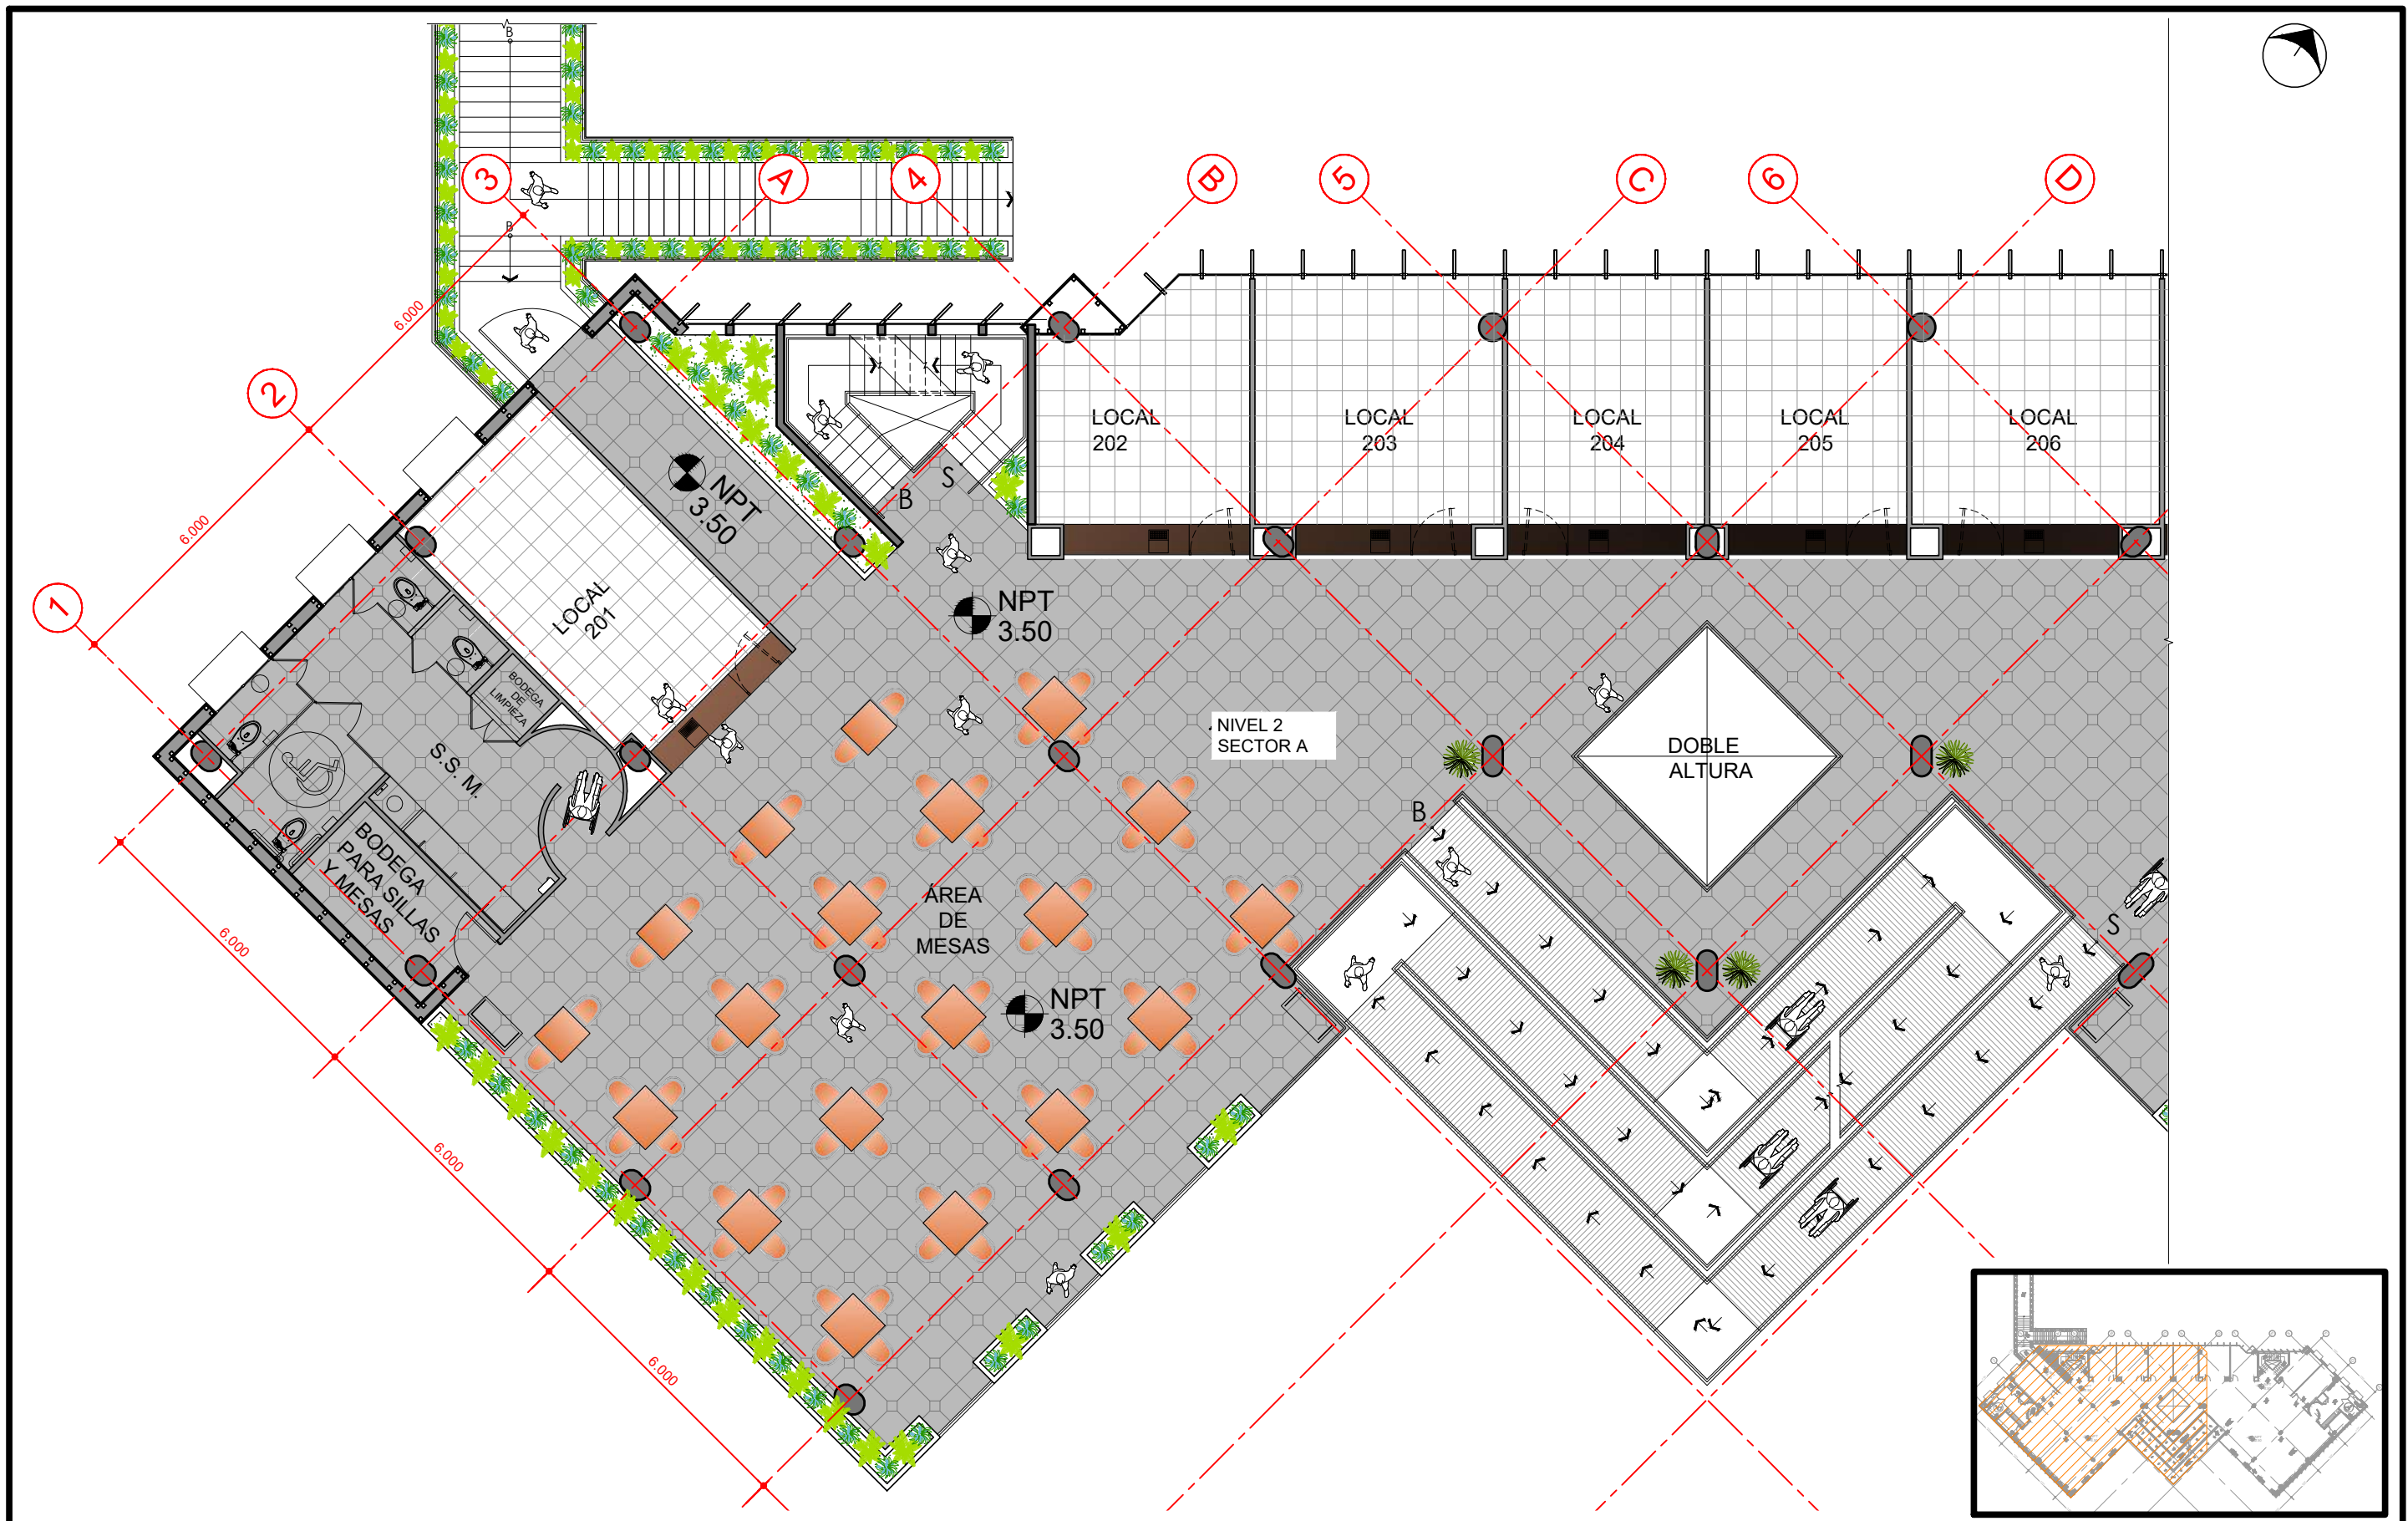 B
3
A
4
B
5
C
6
D
B
6.000
2
6.000
1
LOCAL
202
LOCAL
203
LOCAL
204
LOCAL
205
LOCAL
206
NPT
3.50
S
B
LOCAL
201
NPT
3.50
BODEGA
DE
LIMPIEZA
S.S. M.
NIVEL 2
SECTOR A
DOBLE
ALTURA
B
BODEGA
PARA SILLAS
Y MESAS
ÁREA
DE
MESAS
S
6.000
NPT
3.50
6.000
6.000